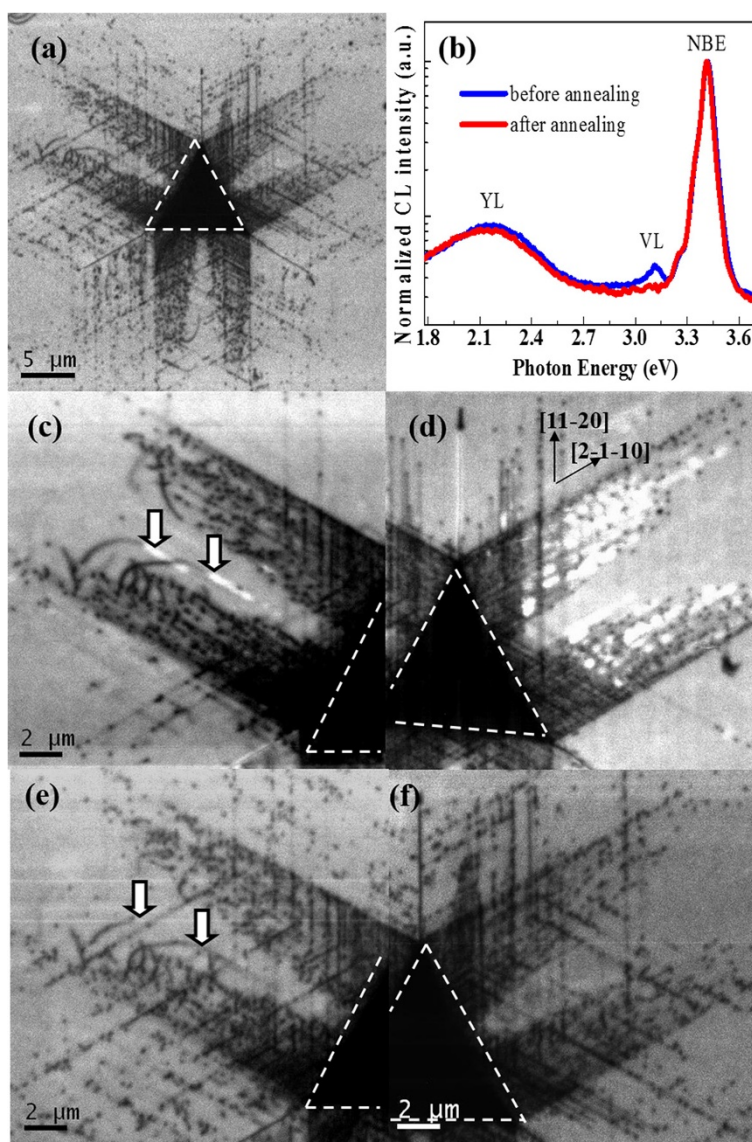 (a)
5 μm
(b)
Normalized CL intensity (a.u.)
NBE
before annealing
after annealing
YL
VL
1.8 2.1 2.4 2.7 3.0 3.3 3.6
Photon Energy (eV)
(c)
2 μm
(d)
[11-20]
[2-1-10]
(e)
2 μm
(f)
2 μm